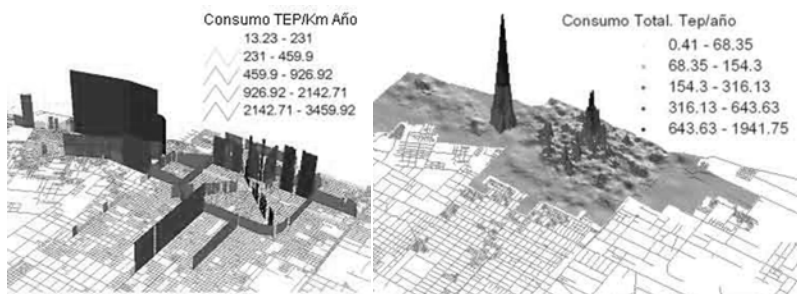 Consumo TEP/Km Año
13.23 - 231
231 - 459.9
459.9 - 926.92
926.92 - 2142.71
2142.71 - 3459.92
Consumo Total. Tep/año
0.41 - 68.35
68.35 - 154.3
154.3 - 316.13
316.13 - 643.63
643.63 - 1941.75